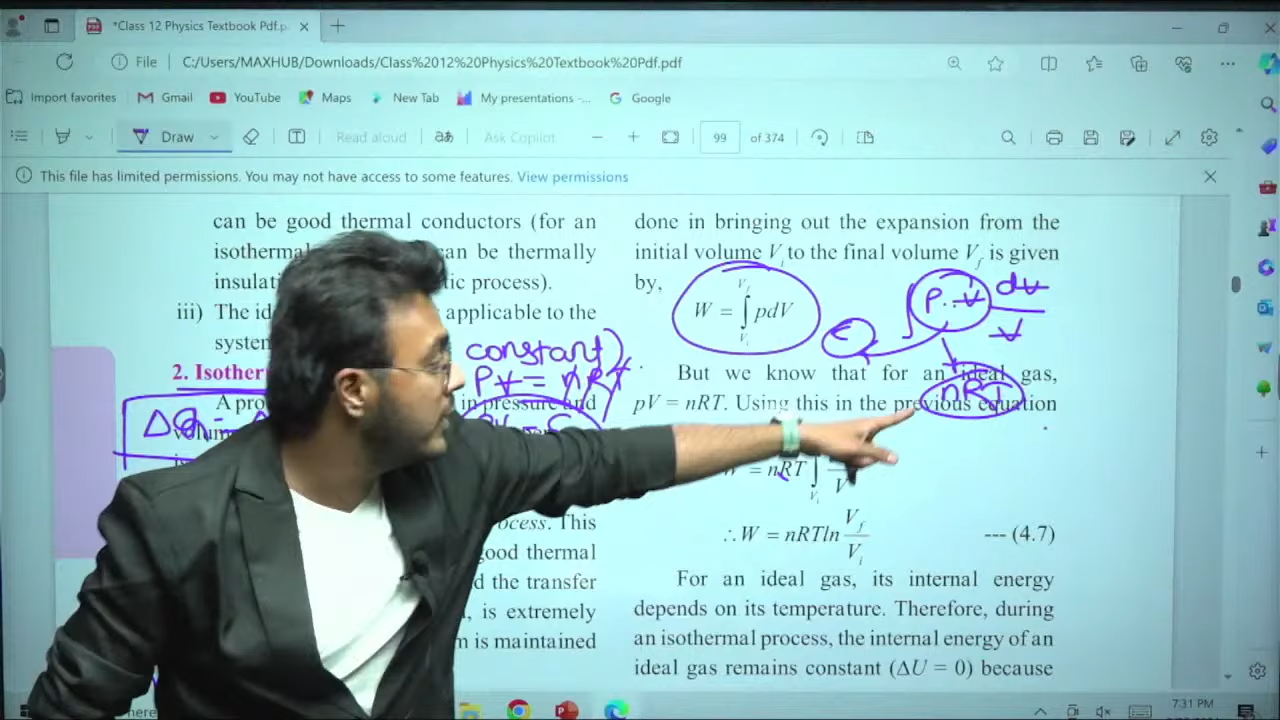 *Class 12 Physics Textbook Pdf.p
File C:/Users/MAXHUB/Downloads/Class%2012%20Physics%20Textbook%20Pdf.pdf
Import favorites Gmail YouTube Maps New Tab My presentations -... Google
Draw Read aloud Ask Copilot 99 of 374
This file has limited permissions. You may not have access to some features. View permissions
can be good thermal conductors (for an
isothermal can be thermally
process).
iii) The applicable to the
system
constant)
PV = nRT
2.
A in pressure and
ΔQ =
This
good thermal
d the transfer
, is extremely
is maintained
done in bringing out the expansion from the
initial volume Vi to the final volume Vf is given
by,
W = ∫ Vi Vf pdV
∫ P. V dV/V
C
nRT
But we know that for an ideal gas,
pV = nRT. Using this in the previous equation
= nRT ∫ Vi V
∴ W = nRTln Vf/Vi --- (4.7)
For an ideal gas, its internal energy
depends on its temperature. Therefore, during
an isothermal process, the internal energy of an
ideal gas remains constant (ΔU = 0) because
7:31 PM